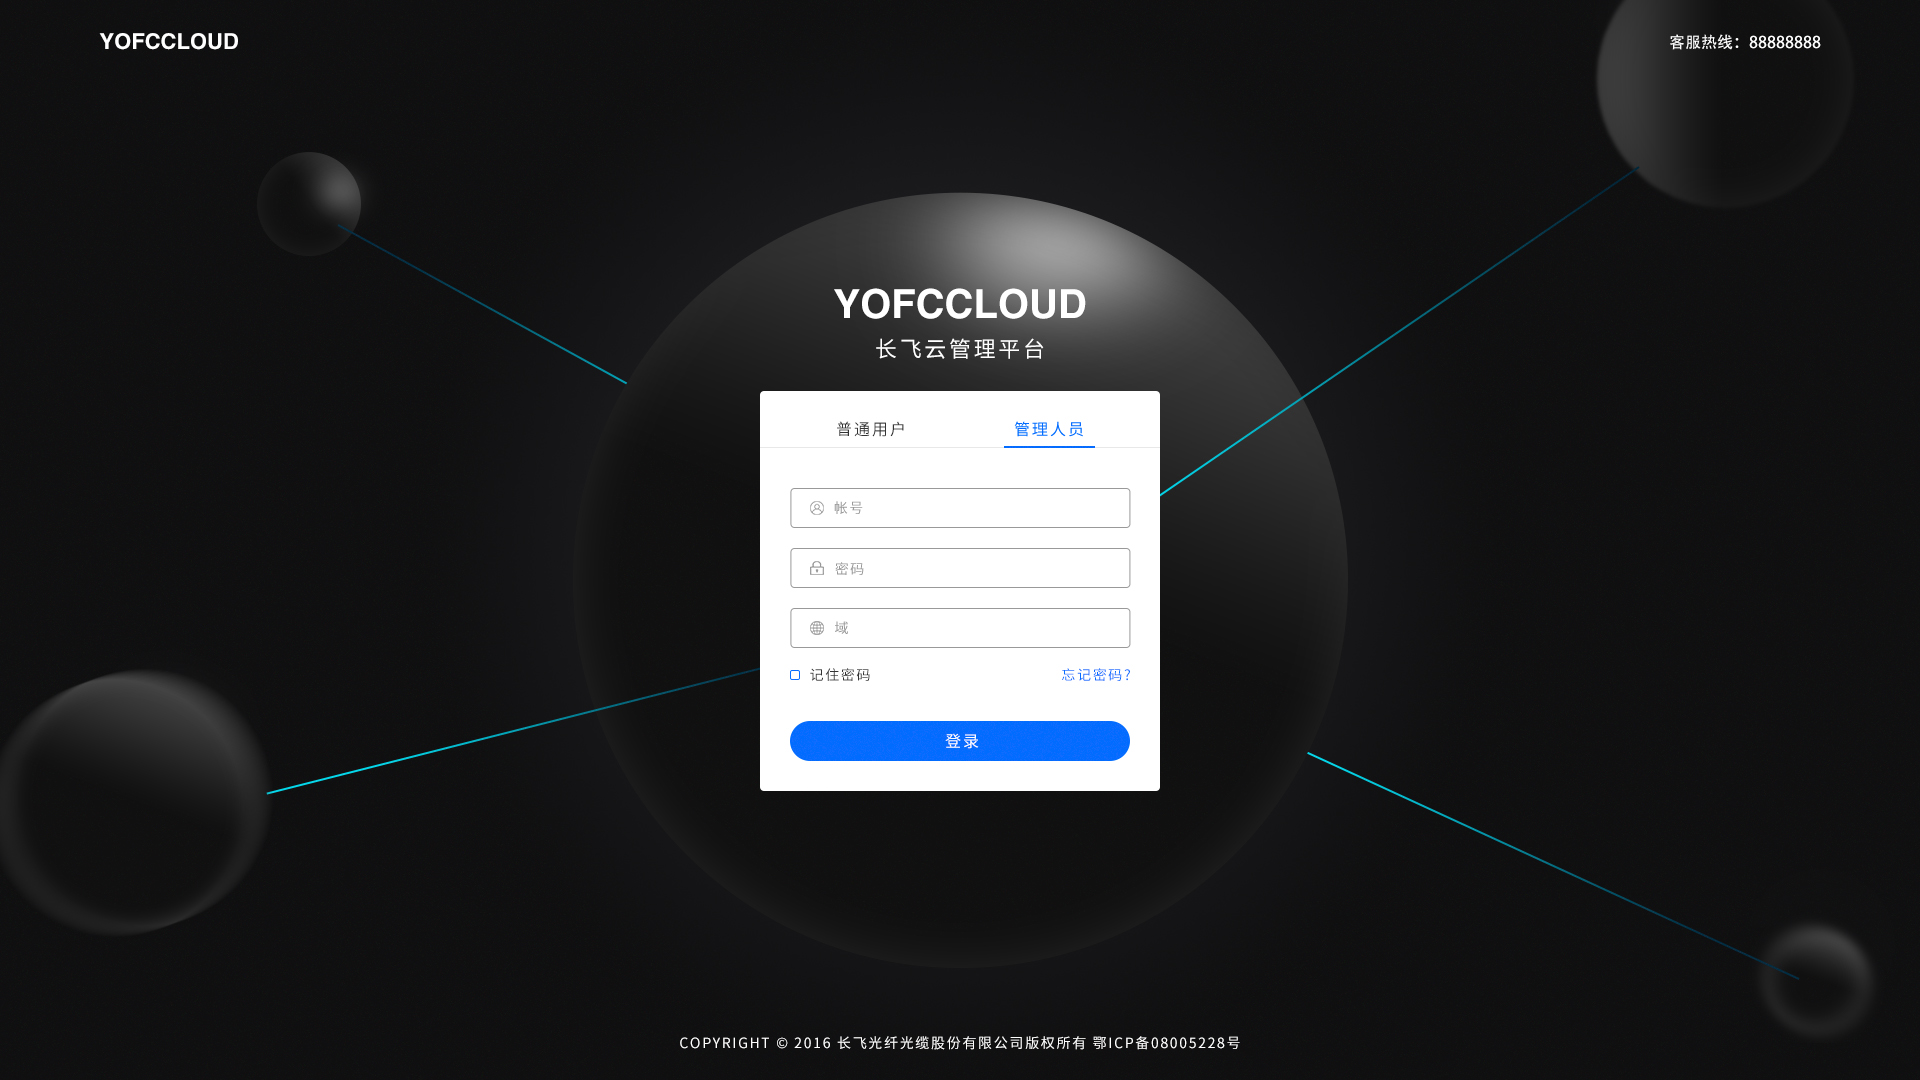 YOFCCLOUD
客服热线：88888888
YOFCCLOUD
长飞云管理平台
普通用户 管理人员
帐号
密码
域
记住密码 忘记密码?
登录
COPYRIGHT © 2016 长飞光纤光缆股份有限公司版权所有 鄂ICP备08005228号